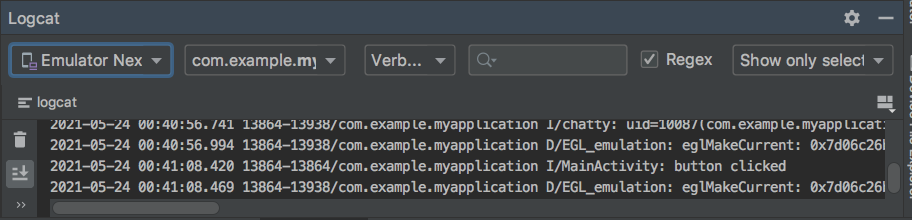 Logcat
Emulator Nex com.example.my Verb... Regex Show only select
logcat
2021-05-24 00:40:56.741 13864-13938/com.example.myapplication I/chatty: uid=10087(com.example.myapplicati
2021-05-24 00:40:56.994 13864-13938/com.example.myapplication D/EGL_emulation: eglMakeCurrent: 0x7d06c26
2021-05-24 00:41:08.420 13864-13864/com.example.myapplication I/MainActivity: button clicked
2021-05-24 00:41:08.469 13864-13938/com.example.myapplication D/EGL_emulation: eglMakeCurrent: 0x7d06c26